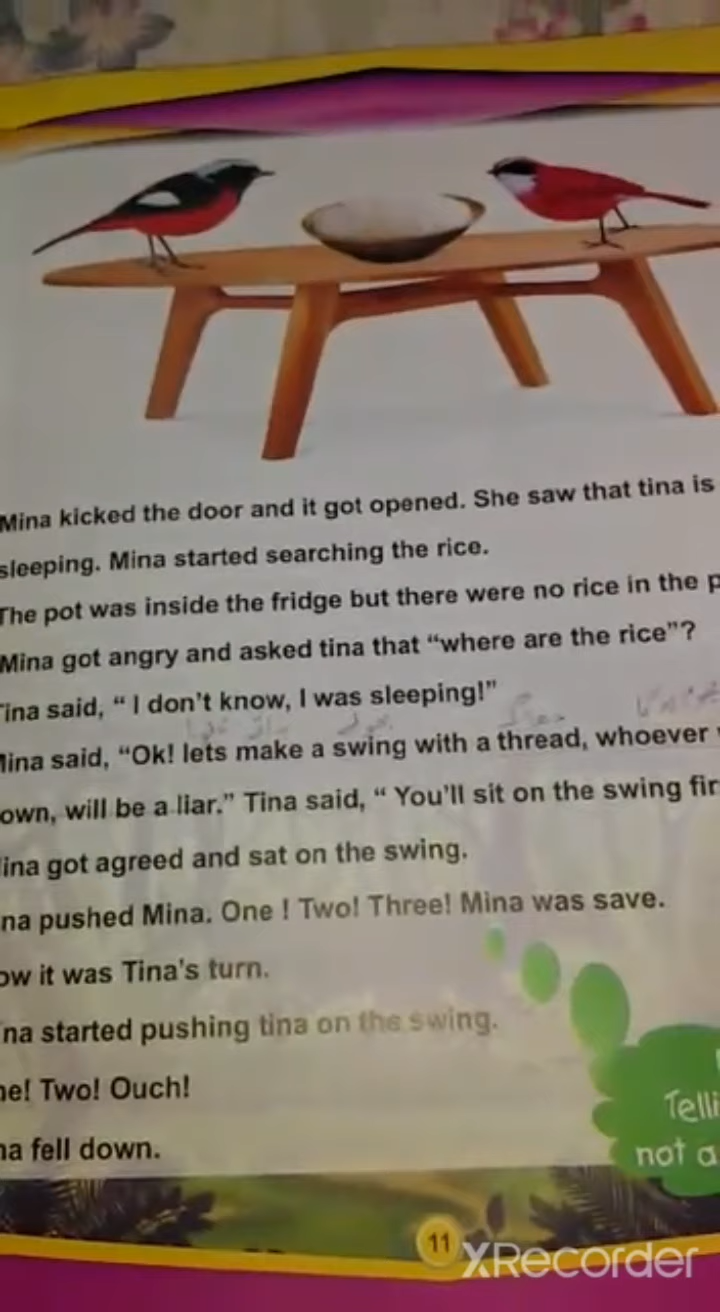 Mina kicked the door and it got opened. She saw that tina is
sleeping. Mina started searching the rice.
The pot was inside the fridge but there were no rice in the p
Mina got angry and asked tina that “where are the rice”?
Tina said, “ I don’t know, I was sleeping!”
Mina said, “Ok! lets make a swing with a thread, whoever
own, will be a liar.” Tina said, “ You’ll sit on the swing fir
ina got agreed and sat on the swing.
na pushed Mina. One ! Two! Three! Mina was save.
ow it was Tina's turn.
na started pushing tina on the swing.
ne! Two! Ouch!
na fell down.
Telli
not a
11
XRecorder